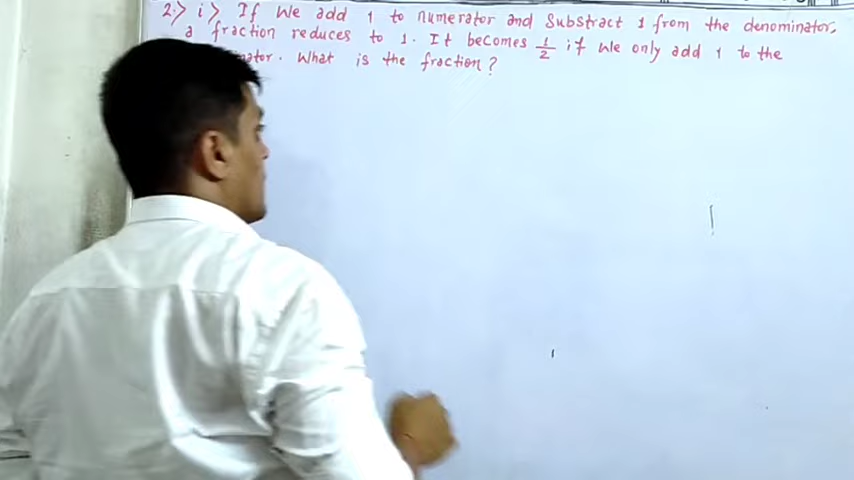 2.> i> If we add 1 to numerator and Substract 1 from the denominator,
a fraction reduces to 1. It becomes 1/2 if we only add 1 to the
What is the fraction?